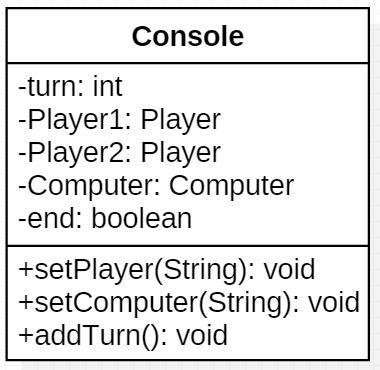 Console
-turn: int
-Player1: Player
-Player2: Player
-Computer: Computer
-end: boolean
+setPlayer(String): void
+setComputer(String): void
+addTurn(): void